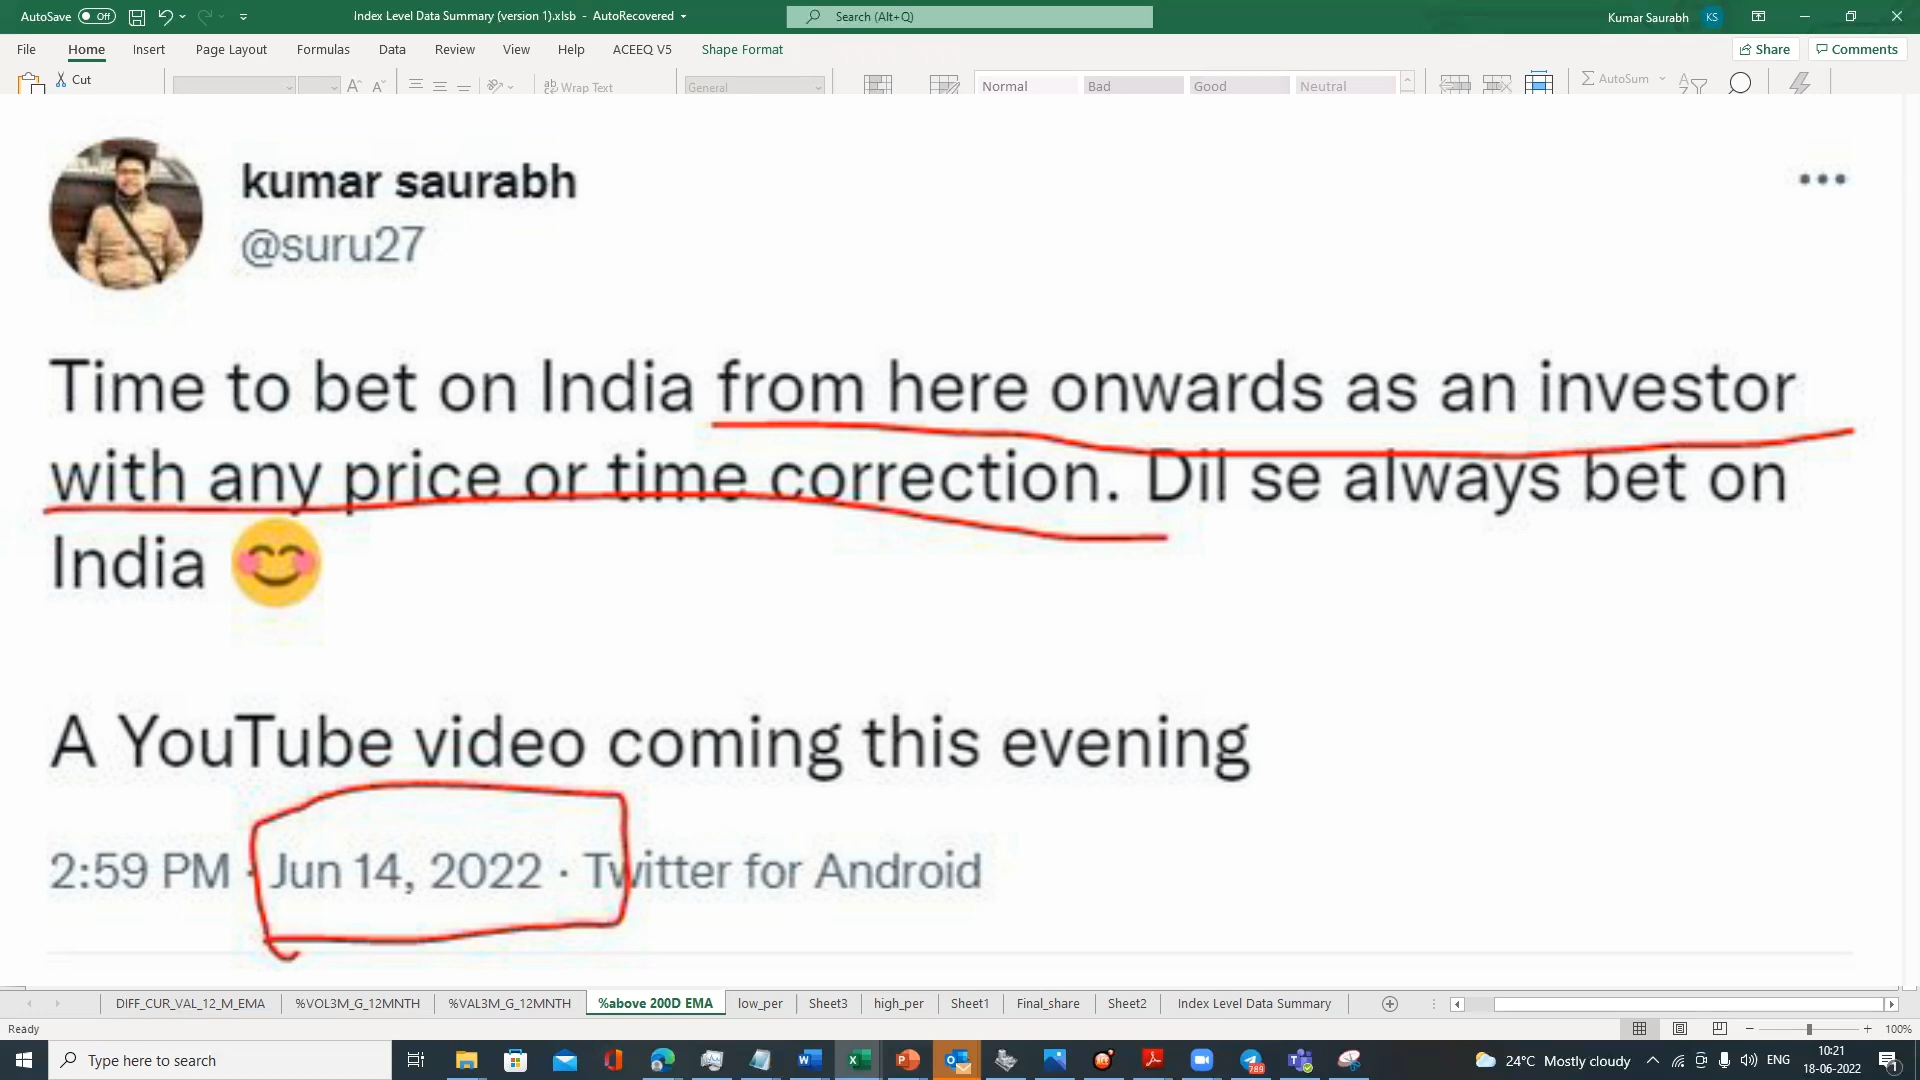 AutoSave Off Index Level Data Summary (version 1).xlsb - AutoRecovered Search (Alt+Q) Kumar Saurabh KS
File Home Insert Page Layout Formulas Data Review View Help ACEEQ V5 Shape Format Share Comments
Cut Wrap Text General Normal Bad Good Neutral AutoSum
kumar saurabh
@suru27
Time to bet on India from here onwards as an investor
with any price or time correction. Dil se always bet on
India 😊
A YouTube video coming this evening
2:59 PM · Jun 14, 2022 · Twitter for Android
DIFF_CUR_VAL_12_M_EMA %VOL3M_G_12MNTH %VAL3M_G_12MNTH %above 200D EMA low_per Sheet3 high_per Sheet1 Final_share Sheet2 Index Level Data Summary
Ready 100%
Type here to search 789 24°C Mostly cloudy ENG 10:21
18-06-2022 1